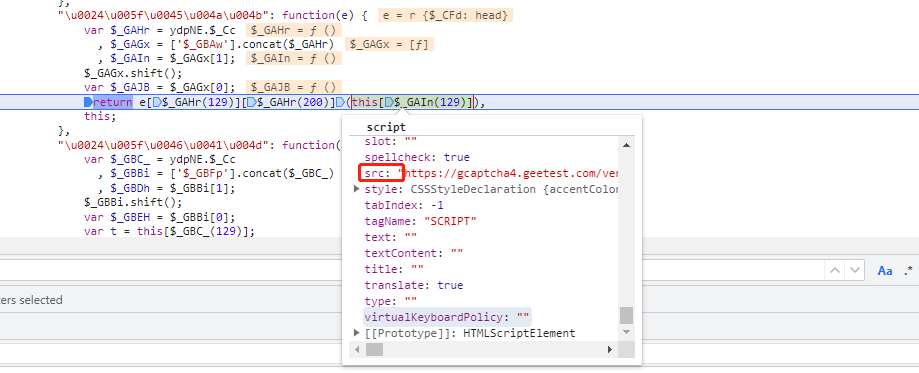 },
"\u0024\u005f\u0045\u004a\u004b": function(e) { e = r {$_CFd: head}
var $_GAHr = ydpNE.$_Cc $_GAHr = ƒ ()
, $_GAGx = ['$_GBAw'].concat($_GAHr) $_GAGx = [ƒ]
, $_GAIn = $_GAGx[1]; $_GAIn = ƒ ()
$_GAGx.shift();
var $_GAJB = $_GAGx[0]; $_GAJB = ƒ ()
return e[$_GAHr(129)][$_GAHr(200)](this[$_GAIn(129)]),
this;
},
"\u0024\u005f\u0046\u0041\u004d": function(
var $_GBC_ = ydpNE.$_Cc
, $_GBBi = ['$_GBFp'].concat($_GBC_)
, $_GBDh = $_GBBi[1];
$_GBBi.shift();
var $_GBEH = $_GBBi[0];
var t = this[$_GBC_(129)];
script
slot: ""
spellcheck: true
src: "https://gcaptcha4.geetest.com/ver
style: CSSStyleDeclaration {accentColor
tabIndex: -1
tagName: "SCRIPT"
text: ""
textContent: ""
title: ""
translate: true
type: ""
virtualKeyboardPolicy: ""
[[Prototype]]: HTMLScriptElement
Aa .*
ers selected